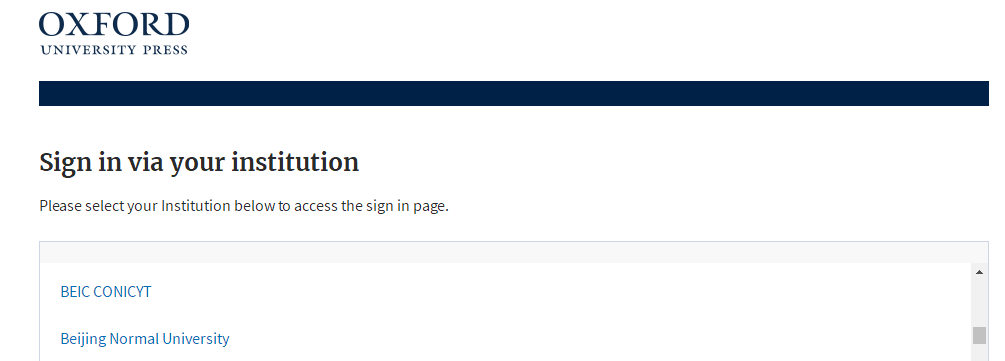 OXFORD
UNIVERSITY PRESS
Sign in via your institution
Please select your Institution below to access the sign in page.
BEIC CONICYT
Beijing Normal University